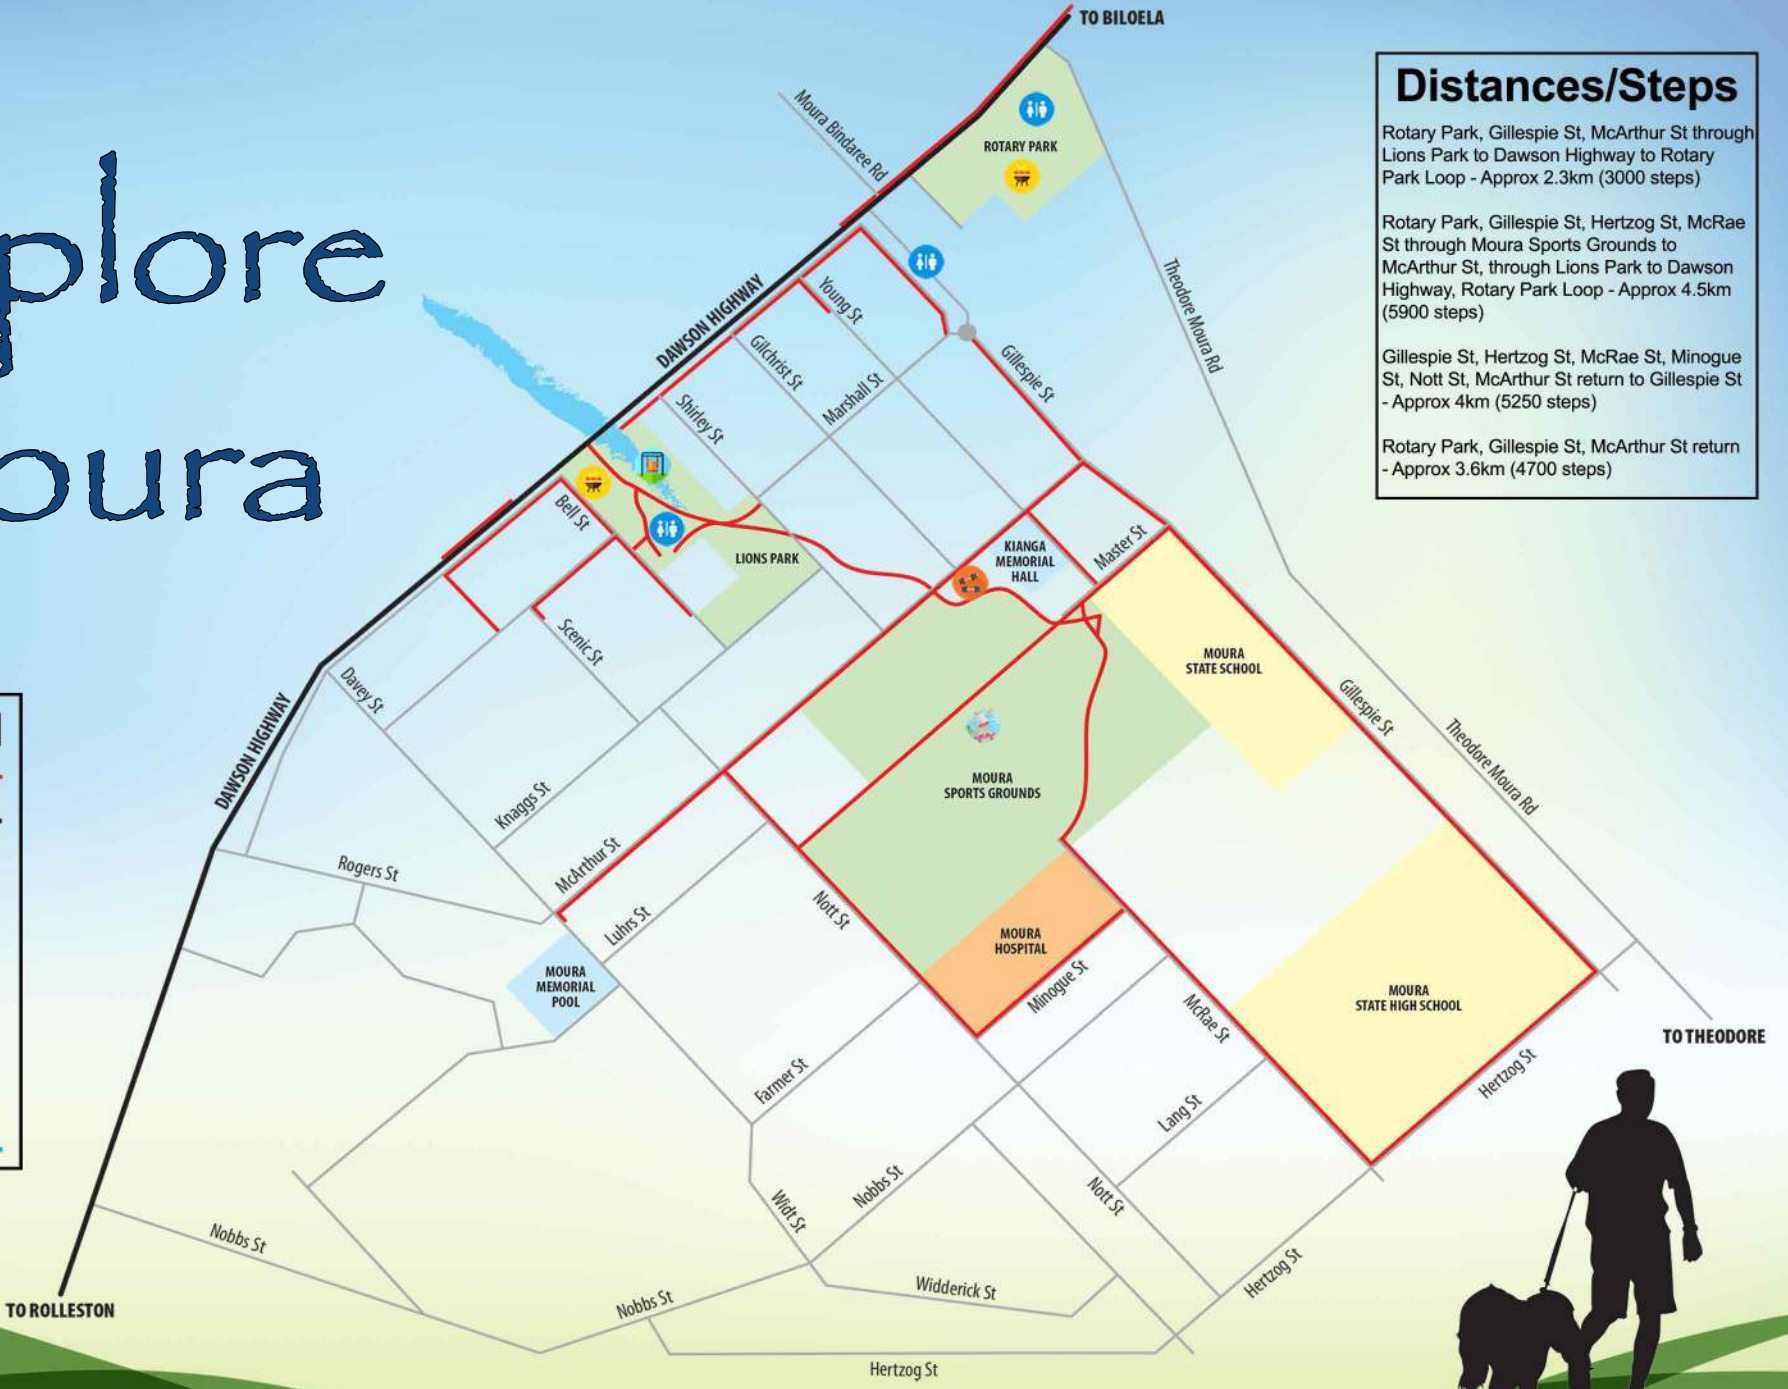 plore
oura
TO BILOELA
Distances/Steps
Rotary Park, Gillespie St, McArthur St through
Lions Park to Dawson Highway to Rotary
Park Loop - Approx 2.3km (3000 steps)
Rotary Park, Gillespie St, Hertzog St, McRae
St through Moura Sports Grounds to
McArthur St, through Lions Park to Dawson
Highway, Rotary Park Loop - Approx 4.5km
(5900 steps)
Gillespie St, Hertzog St, McRae St, Minogue
St, Nott St, McArthur St return to Gillespie St
- Approx 4km (5250 steps)
Rotary Park, Gillespie St, McArthur St return
- Approx 3.6km (4700 steps)
Moura Bindaree Rd
ROTARY PARK
Theodore Moura Rd
DAWSON HIGHWAY
Young St
Gilchrist St
Marshall St
Gillespie St
Shirley St
Bell St
LIONS PARK
KIANGA
MEMORIAL
HALL
Master St
Scenic St
MOURA
STATE SCHOOL
Davey St
DAWSON HIGHWAY
Gillespie St
Theodore Moura Rd
MOURA
SPORTS GROUNDS
Knaggs St
McArthur St
Rogers St
Luhrs St
Nott St
MOURA
HOSPITAL
MOURA
MEMORIAL
POOL
Minogue St
McRae St
MOURA
STATE HIGH SCHOOL
TO THEODORE
Hertzog St
Farmer St
Lang St
Nobbs St
Nott St
Widt St
Nobbs St
Hertzog St
Widderick St
Nobbs St
TO ROLLESTON
Hertzog St